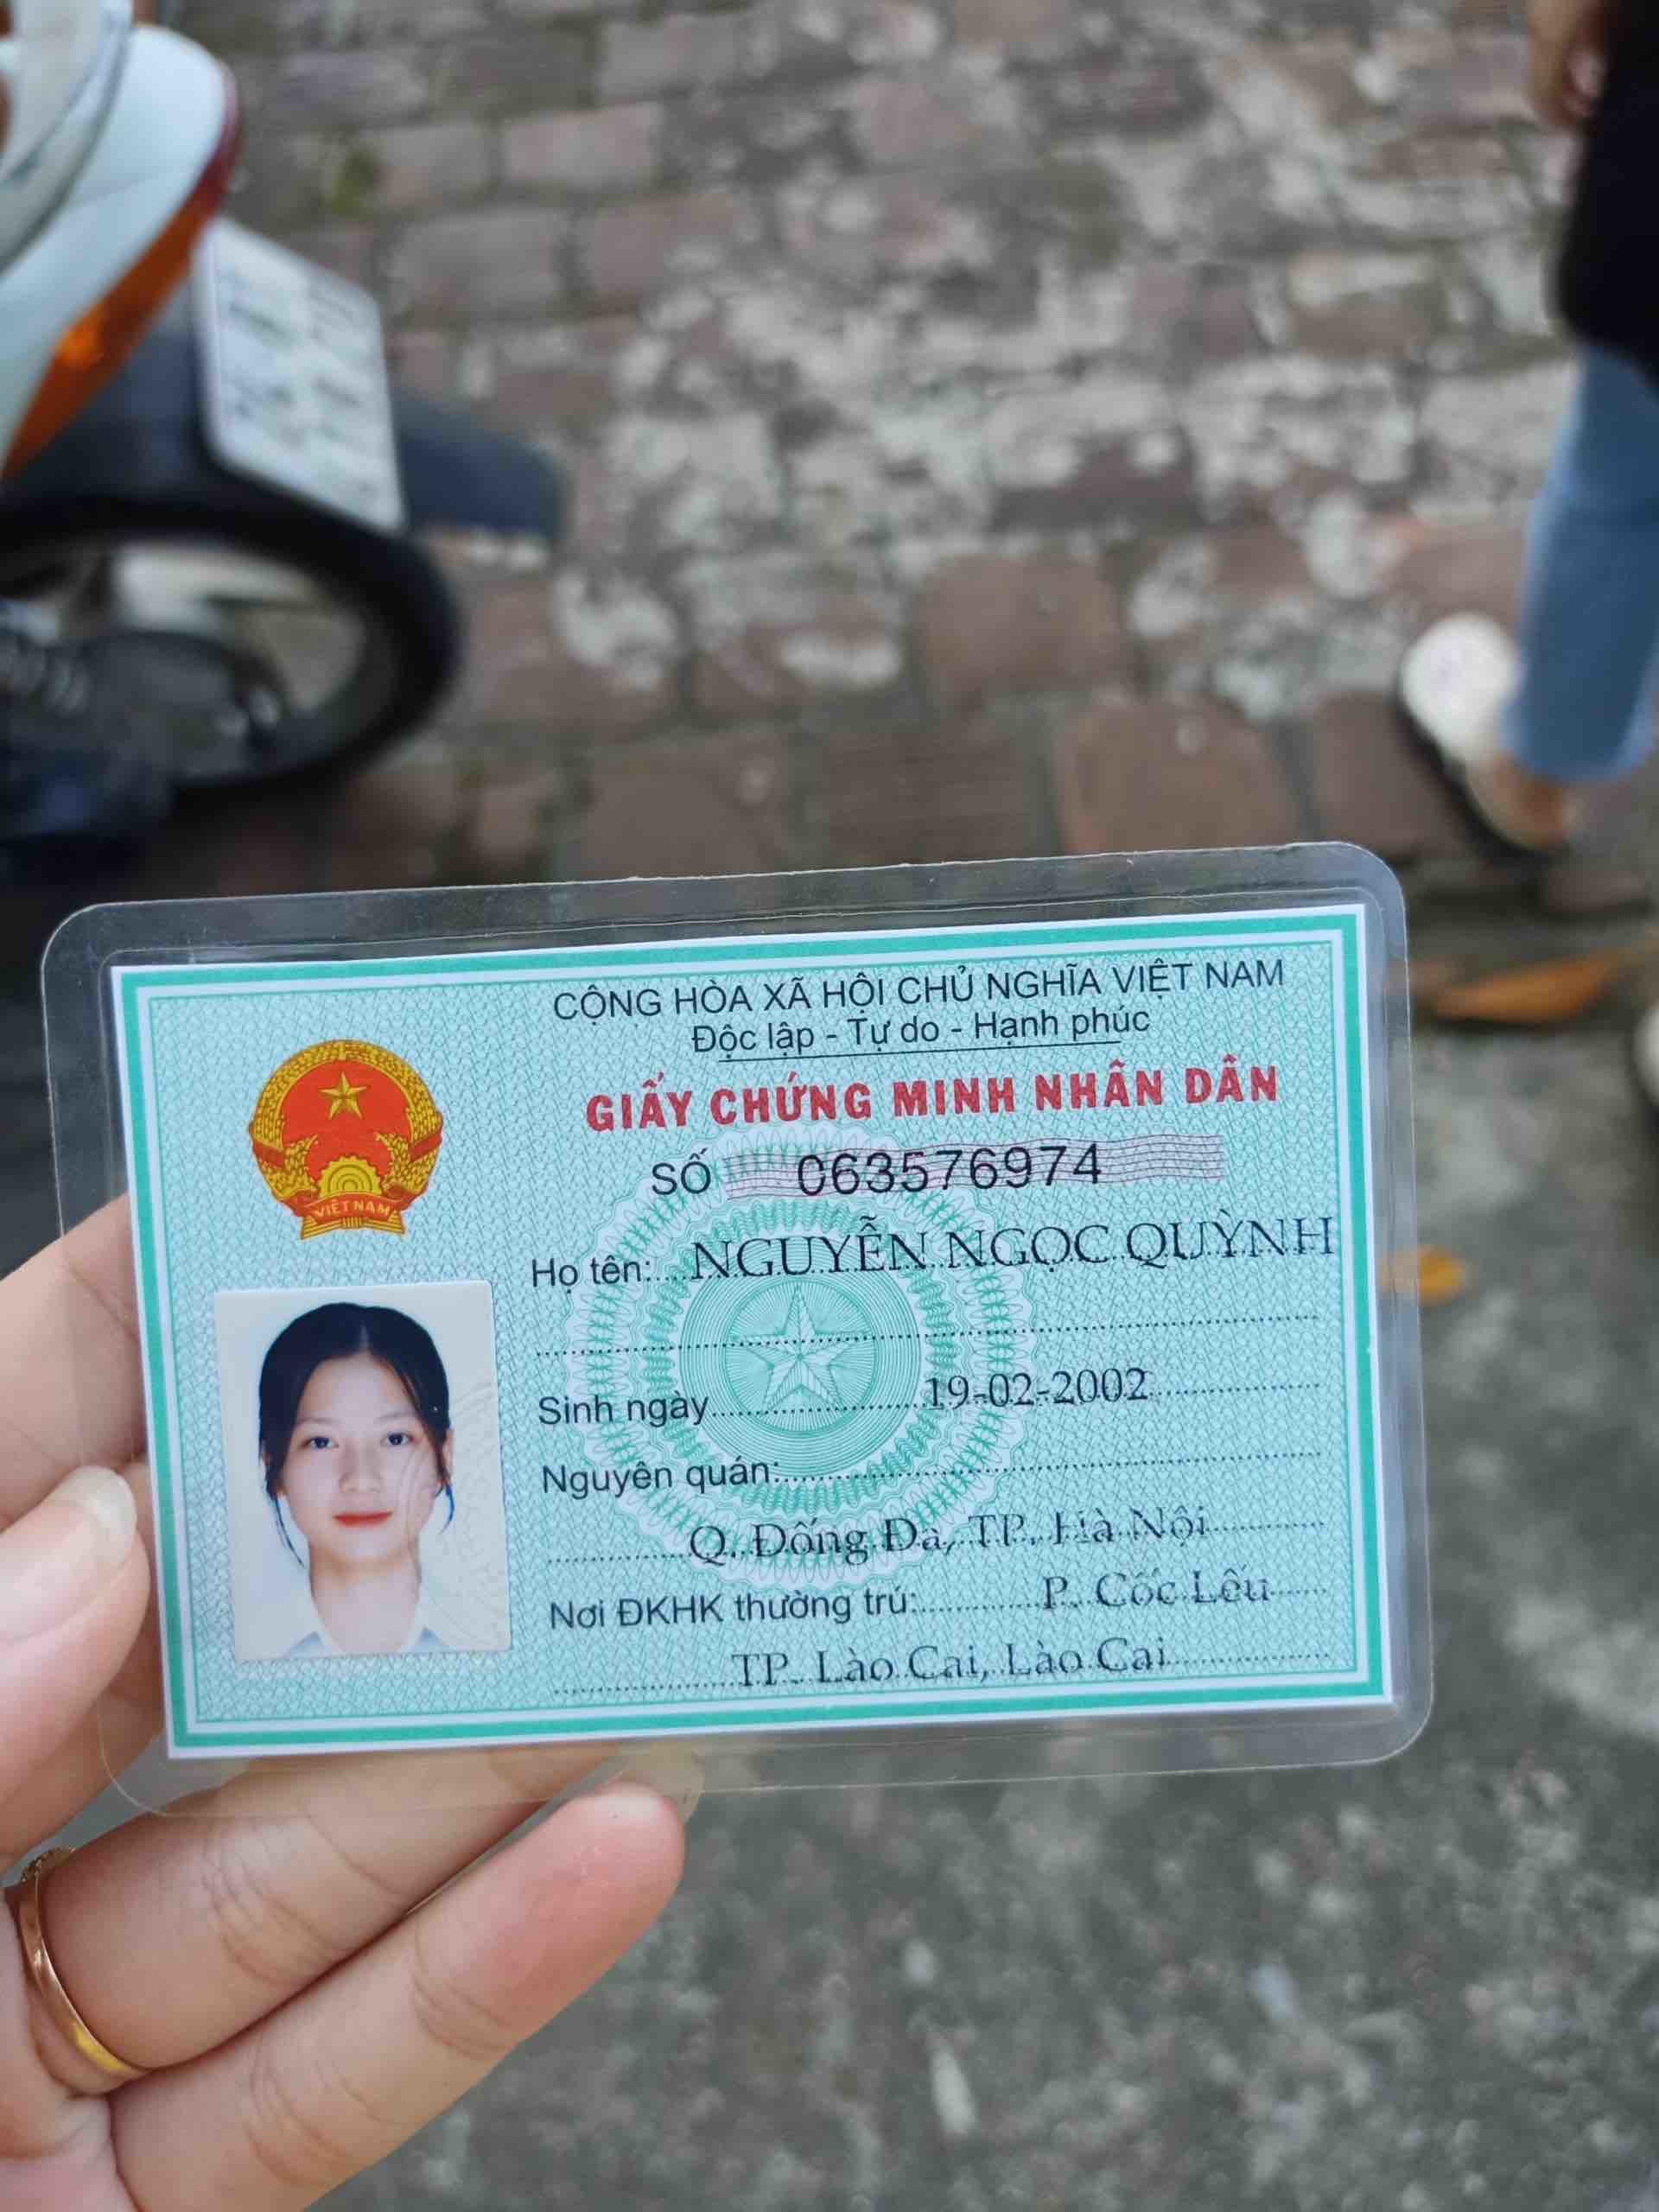 CỘNG HÒA XÃ HỘI CHỦ NGHĨA VIỆT NAM
Độc lập - Tự do - Hạnh phúc
GIẤY CHỨNG MINH NHÂN DÂN
SỐ 063576974
VIỆT NAM
Họ tên: NGUYỄN NGỌC QUỲNH
Sinh ngày 19-02-2002
Nguyên quán:
Q. Đống Đa, TP. Hà Nội
Nơi ĐKHK thường trú: P. Cốc Lếu
TP. Lào Cai, Lào Cai